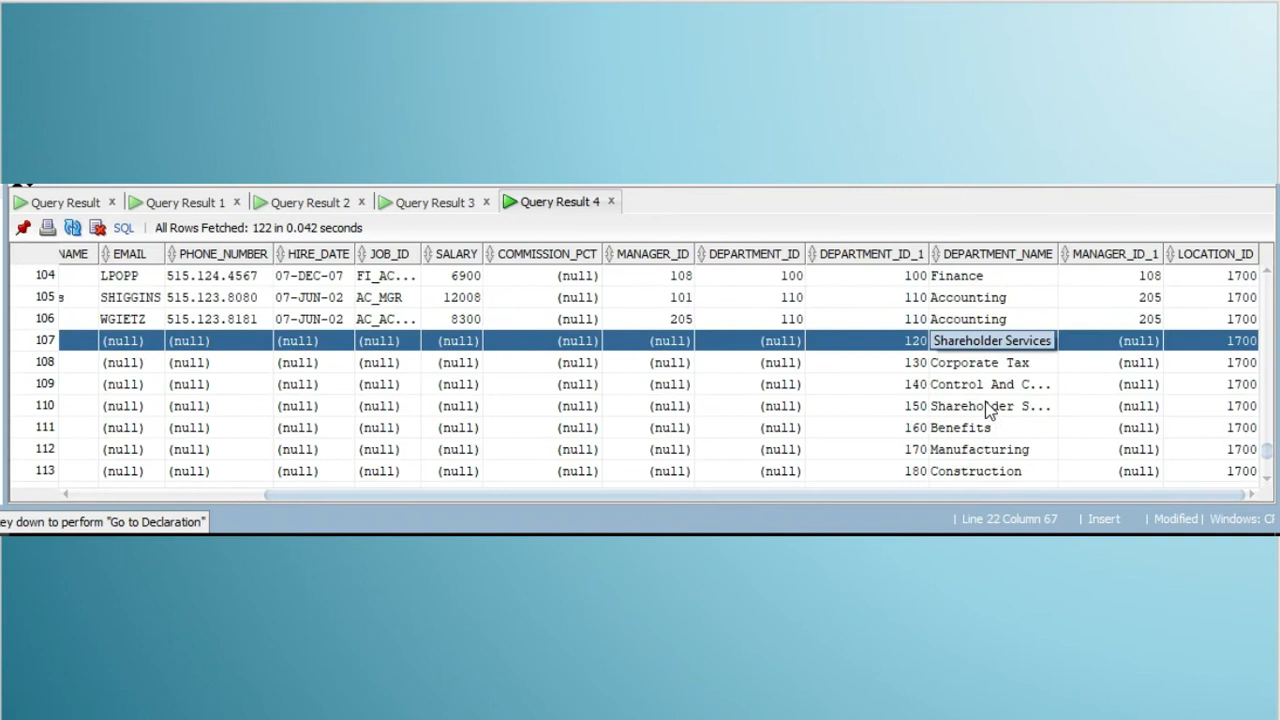 Query Result × Query Result 1 × Query Result 2 × Query Result 3 × Query Result 4 ×
SQL | All Rows Fetched: 122 in 0.042 seconds
NAME EMAIL PHONE_NUMBER HIRE_DATE JOB_ID SALARY COMMISSION_PCT MANAGER_ID DEPARTMENT_ID DEPARTMENT_ID_1 DEPARTMENT_NAME MANAGER_ID_1 LOCATION_ID
104 LPOPP 515.124.4567 07-DEC-07 FI_AC... 6900 (null) 108 100 100 Finance 108 1700
105 s SHIGGINS 515.123.8080 07-JUN-02 AC_MGR 12008 (null) 101 110 110 Accounting 205 1700
106 WGIETZ 515.123.8181 07-JUN-02 AC_AC... 8300 (null) 205 110 110 Accounting 205 1700
107 (null) (null) (null) (null) (null) (null) (null) (null) 120 Shareholder Services (null) 1700
108 (null) (null) (null) (null) (null) (null) (null) (null) 130 Corporate Tax (null) 1700
109 (null) (null) (null) (null) (null) (null) (null) (null) 140 Control And C... (null) 1700
110 (null) (null) (null) (null) (null) (null) (null) (null) 150 Shareholder S... (null) 1700
111 (null) (null) (null) (null) (null) (null) (null) (null) 160 Benefits (null) 1700
112 (null) (null) (null) (null) (null) (null) (null) (null) 170 Manufacturing (null) 1700
113 (null) (null) (null) (null) (null) (null) (null) (null) 180 Construction (null) 1700
ey down to perform "Go to Declaration" | Line 22 Column 67 | Insert | Modified | Windows: CR